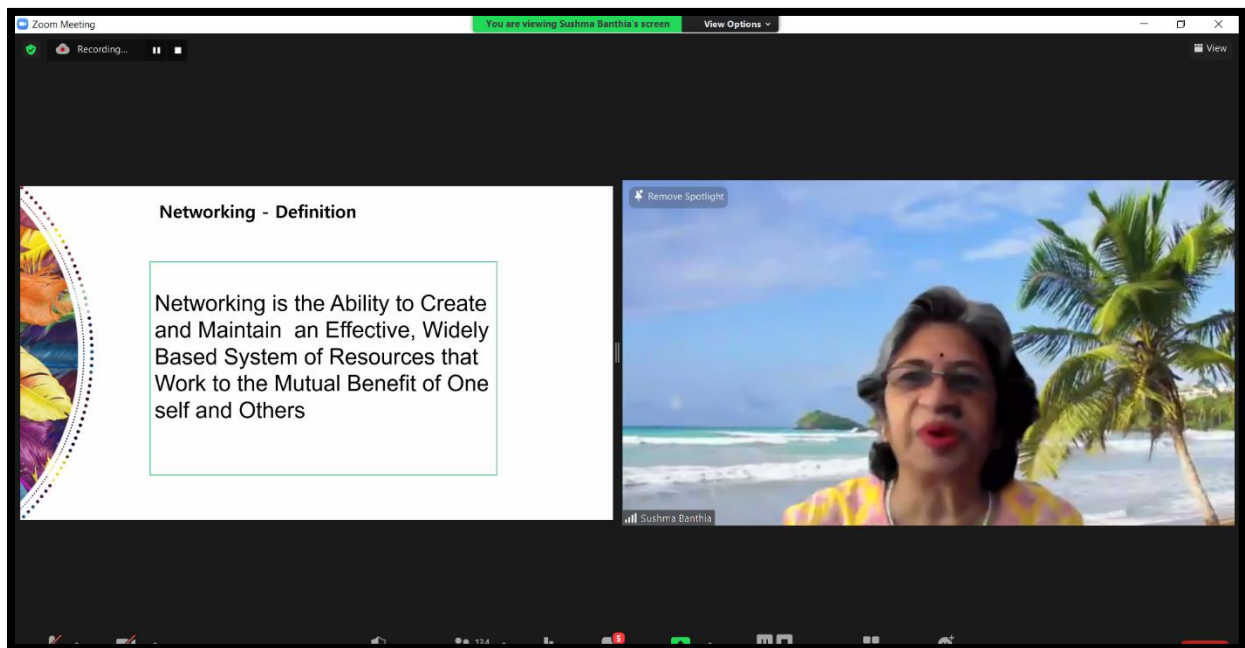 Zoom Meeting
You are viewing Sushma Banthia's screen
View Options
Recording...
View
Networking - Definition
Networking is the Ability to Create
and Maintain an Effective, Widely
Based System of Resources that
Work to the Mutual Benefit of One
self and Others
Remove Spotlight
Sushma Banthia
134
5